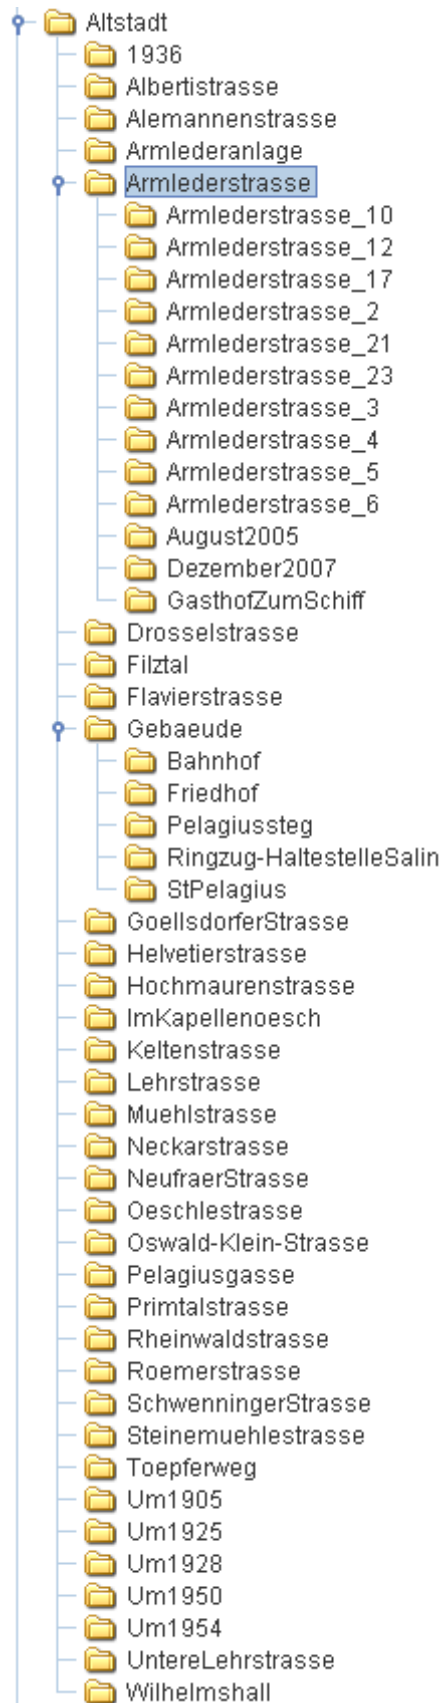 Altstadt
1936
Albertistrasse
Alemannenstrasse
Armlederanlage
Armlederstrasse
Armlederstrasse_10
Armlederstrasse_12
Armlederstrasse_17
Armlederstrasse_2
Armlederstrasse_21
Armlederstrasse_23
Armlederstrasse_3
Armlederstrasse_4
Armlederstrasse_5
Armlederstrasse_6
August2005
Dezember2007
GasthofZumSchiff
Drosselstrasse
Filztal
Flavierstrasse
Gebaeude
Bahnhof
Friedhof
Pelagiussteg
Ringzug-HaltestelleSalin
StPelagius
GoellsdorferStrasse
Helvetierstrasse
Hochmaurenstrasse
ImKapellenoesch
Keltenstrasse
Lehrstrasse
Muehlstrasse
Neckarstrasse
NeufraerStrasse
Oeschlestrasse
Oswald-Klein-Strasse
Pelagiusgasse
Primtalstrasse
Rheinwaldstrasse
Roemerstrasse
SchwenningerStrasse
Steinemuehlestrasse
Toepferweg
Um1905
Um1925
Um1928
Um1950
Um1954
UntereLehrstrasse
Wilhelmshall